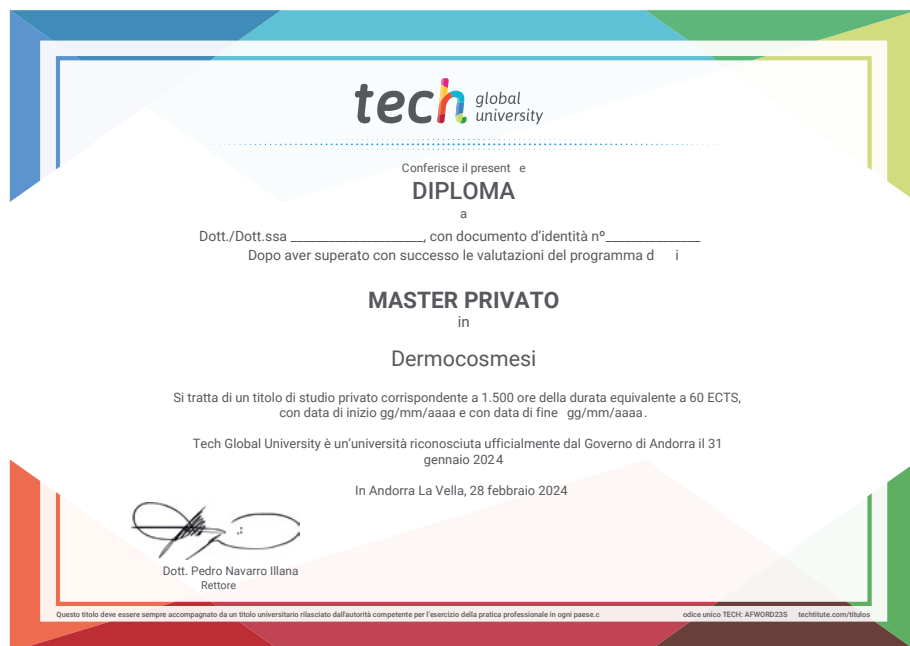 tech global university
Conferisce il present e
DIPLOMA
a
Dott./Dott.ssa ____________________, con documento d'identità nº______________
Dopo aver superato con successo le valutazioni del programma d i
MASTER PRIVATO
in
Dermocosmesi
Si tratta di un titolo di studio privato corrispondente a 1.500 ore della durata equivalente a 60 ECTS,
con data di inizio gg/mm/aaaa e con data di fine gg/mm/aaaa.
Tech Global University è un'università riconosciuta ufficialmente dal Governo di Andorra il 31
gennaio 2024
In Andorra La Vella, 28 febbraio 2024
Dott. Pedro Navarro Illana
Rettore
Questo titolo deve essere sempre accompagnato da un titolo universitario rilasciato dall'autorità competente per l'esercizio della pratica professionale in ogni paese.c odice unico TECH: AFWORD23S techtitute.com/titulos